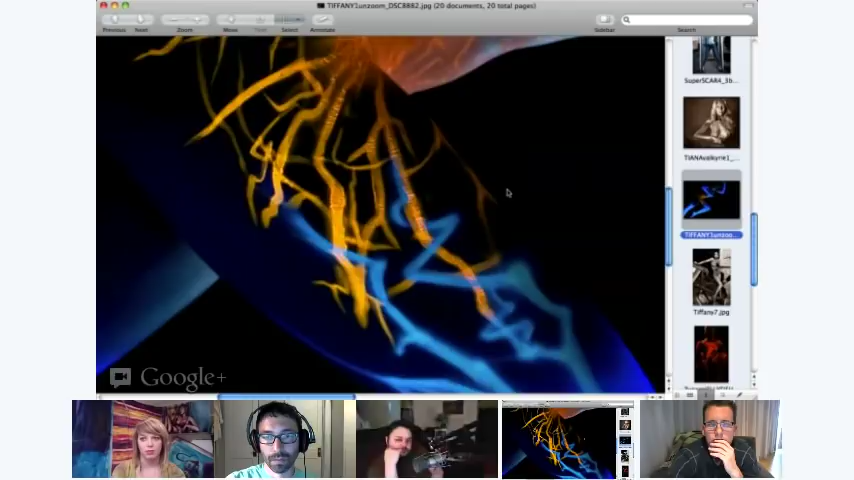 TIFFANY1unzoom_DSC8882.jpg (20 documents, 20 total pages)
Previous
Next
Zoom
Move
Text
Select
Annotate
Sidebar
Search
SuperSCAR4_3b...
TIANAvalkyrie1_...
TIFFANY1unzoo...
Tiffany7.jpg
Google+